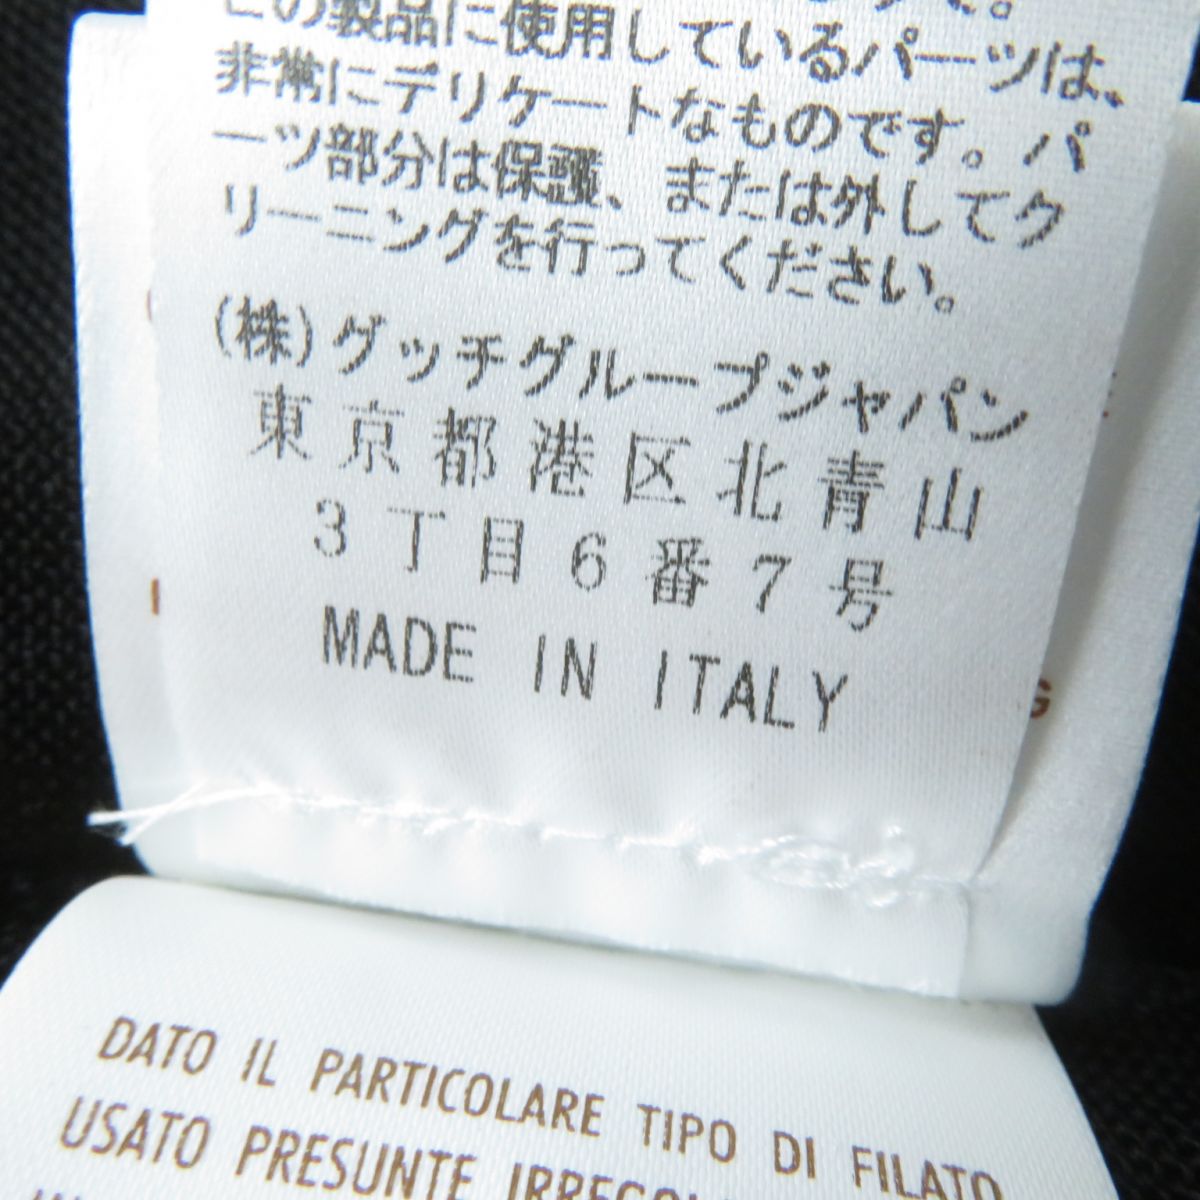 この製品に使用しているパーツは、
非常にデリケートなものです。パ
ーツ部分は保護、または外してク
リーニングを行ってください。
(株)グッチグループジャパン
東京都港区北青山
3丁目6番7号
MADE IN ITALY
G
DATO IL PARTICOLARE TIPO DI FILATO
USATO PRESUNTE